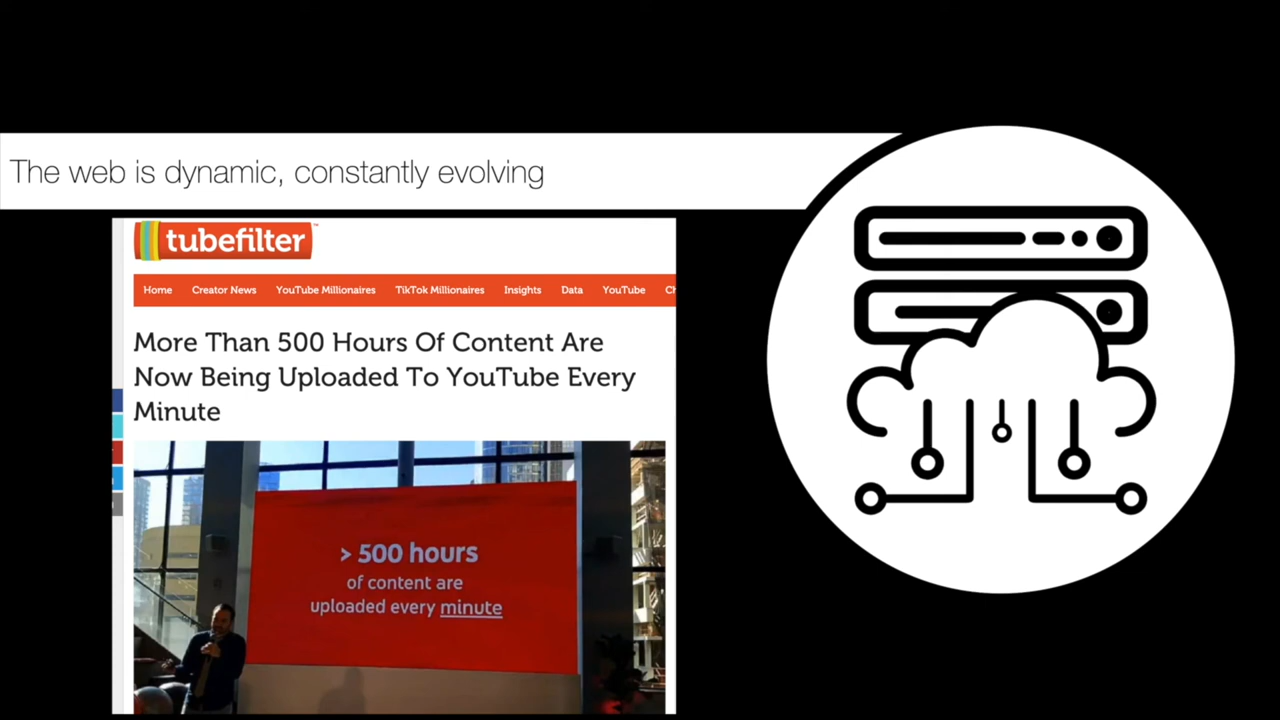 The web is dynamic, constantly evolving
tubefilter™
Home Creator News YouTube Millionaires TikTok Millionaires Insights Data YouTube
More Than 500 Hours Of Content Are
Now Being Uploaded To YouTube Every
Minute
> 500 hours
of content are
uploaded every minute